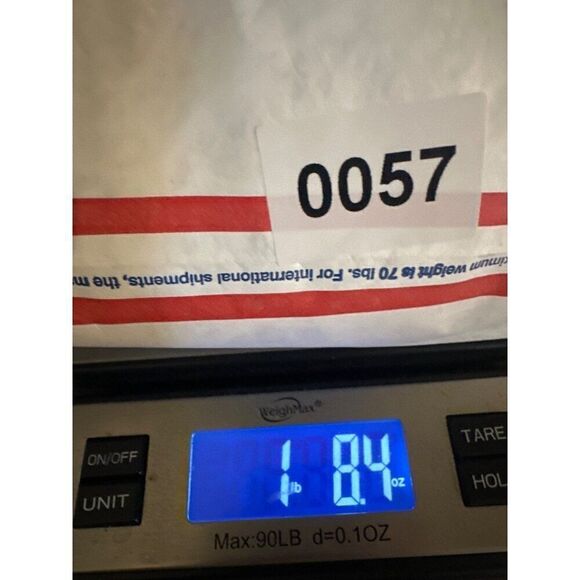 0057
ximum weight is 70 lbs. For international shipments, the m
WeighMax®
ON/OFF
UNIT
1 lb 8.4 oz
TARE
HOL
Max:90LB d=0.1OZ